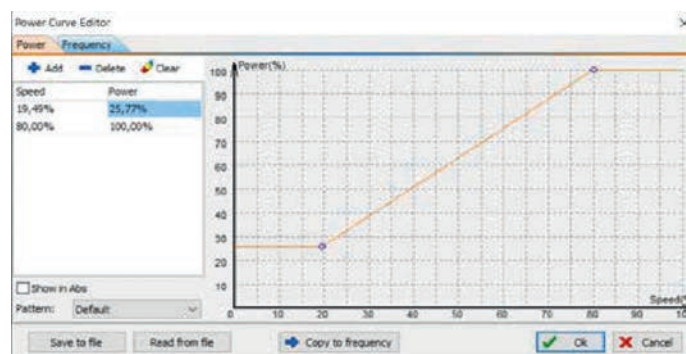 Power Curve Editor
Power Frequency
Add Delete Clear
Speed Power
19,49% 25,77%
80,00% 100,00%
Show in Abs
Pattern: Default
Power(%)
100
90
80
70
60
50
40
30
20
10
0 10 20 30 40 50 60 70 80 90 10
Speed(%
Save to file Read from file Copy to frequency Ok Cancel